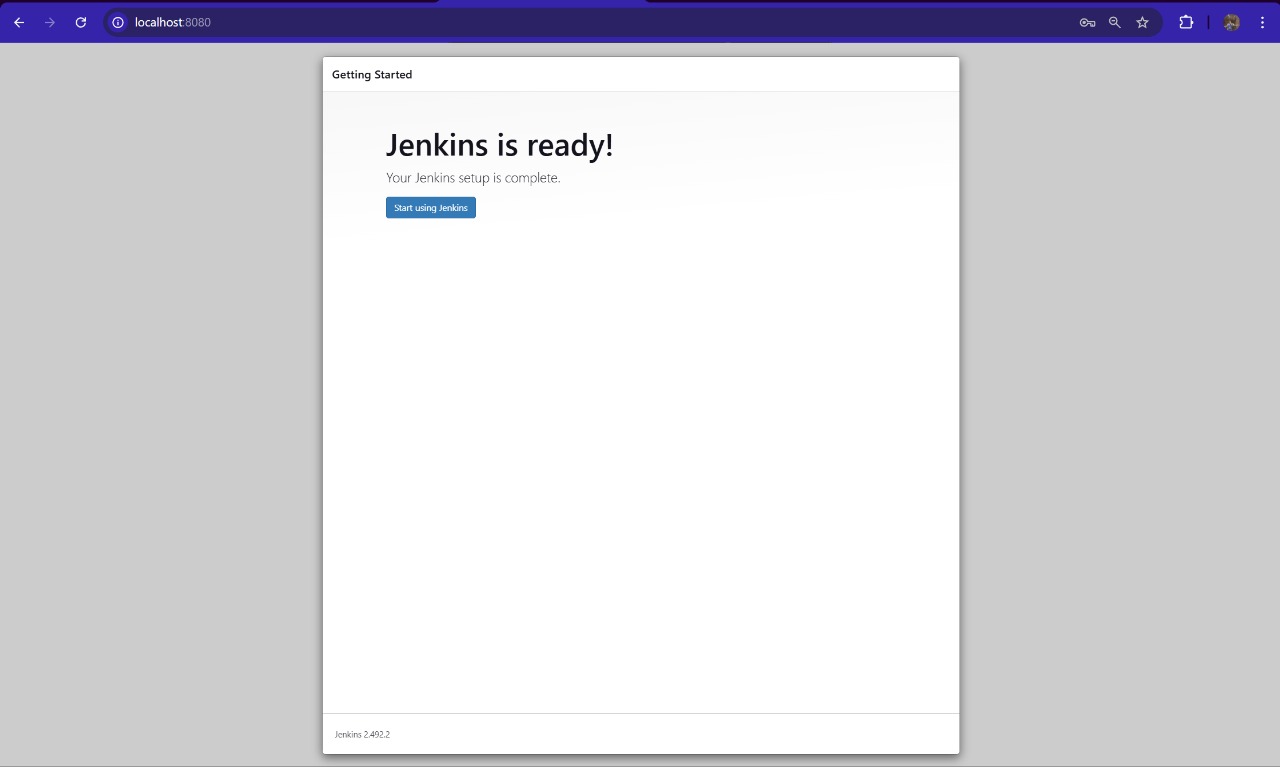 localhost:8080
Getting Started
Jenkins is ready!
Your Jenkins setup is complete.
Start using Jenkins
Jenkins 2.492.2